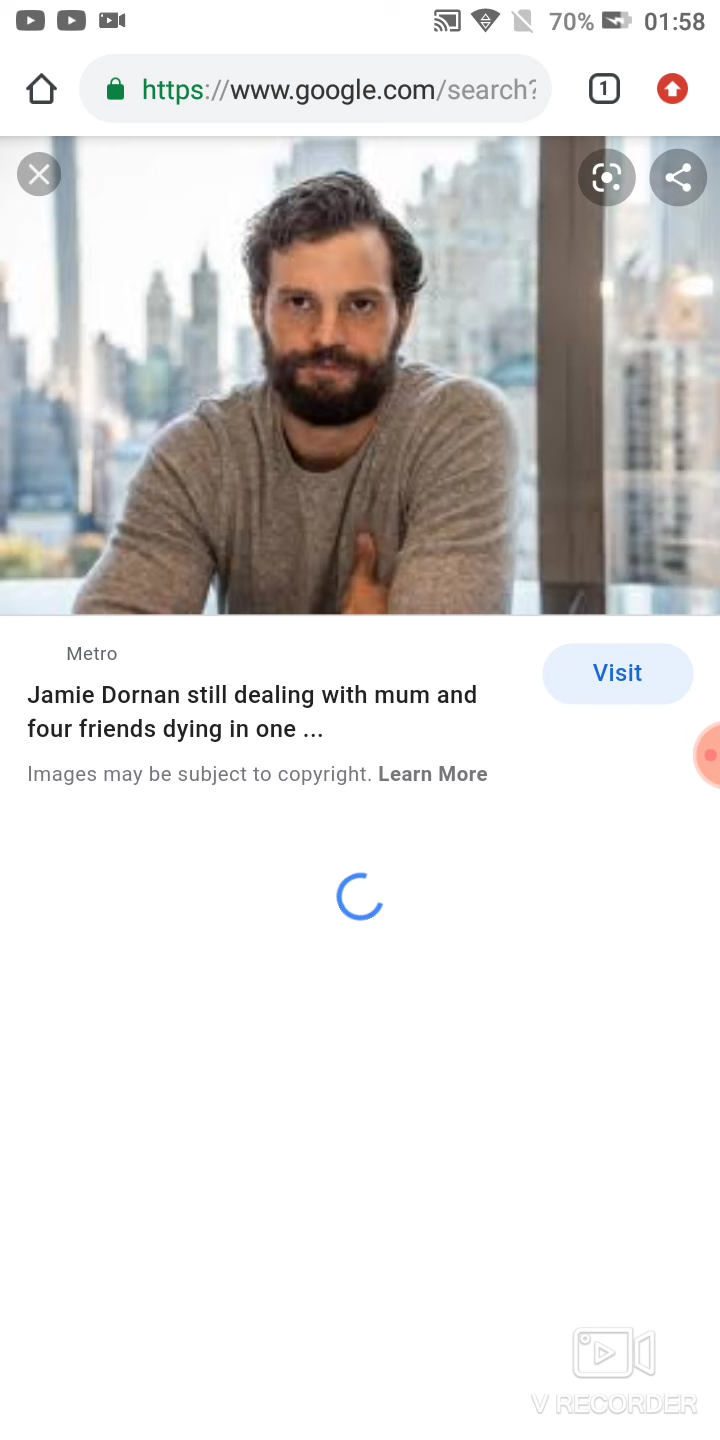 70% 01:58
https://www.google.com/search?
1
Metro
Visit
Jamie Dornan still dealing with mum and
four friends dying in one ...
Images may be subject to copyright. Learn More
V RECORDER